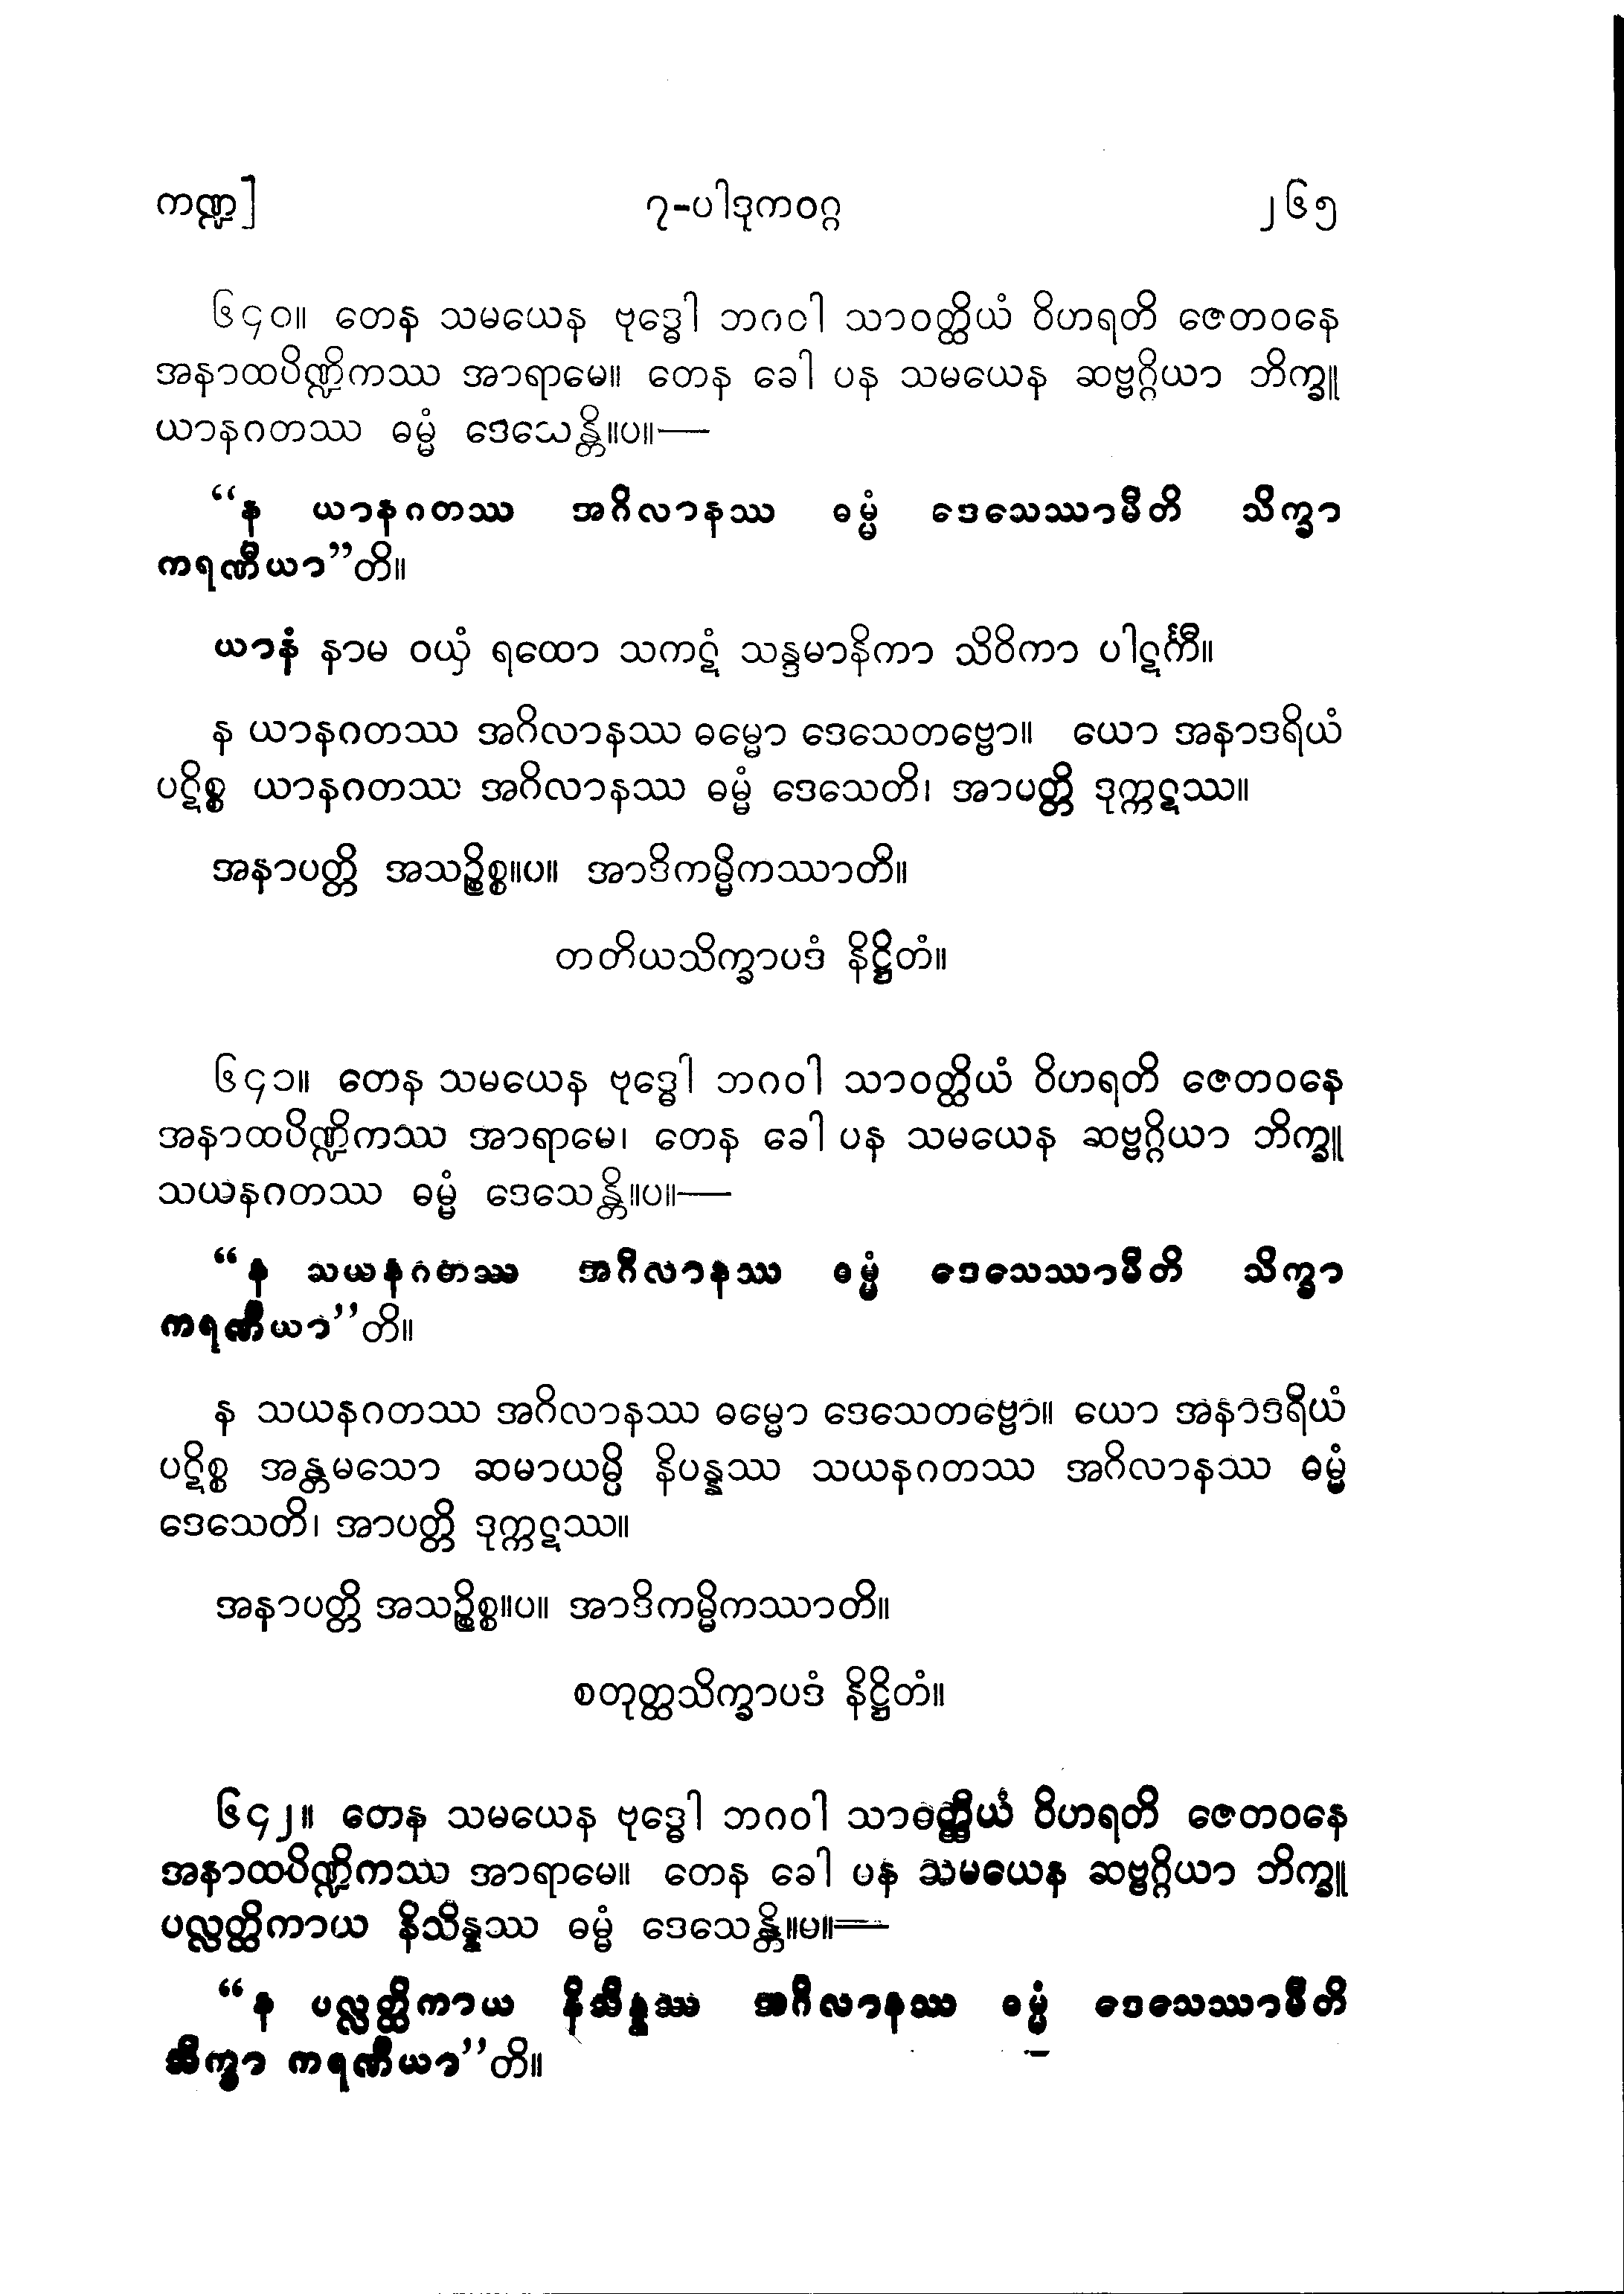 ကဏ္ဍ] ၇-ပါဒုကဝဂ္ဂ ၂၆၅
၆၄၀။ တေန သမယေန ဗုဒ္ဓေါ ဘဂဝါ သာဝတ္ထိယံ ဝိဟရတိ ဇေတဝနေ
အနာထပိဏ္ဍိကဿ အာရာမေ။ တေန ခေါ ပန သမယေန ဆဗ္ဗဂ္ဂိယာ ဘိက္ခူ
ယာနဂတဿ ဓမ္မံ ဒေသေန္တိ။ပ။—
“န ယာနဂတဿ အဂိလာနဿ ဓမ္မံ ဒေသေဿာမီတိ သိက္ခာ
ကရဏီယာ”တိ။
ယာနံ နာမ ဝယှံ ရထော သကဋံ သန္ဒမာနိကာ သိဝိကာ ပါဋင်္ကီ။
န ယာနဂတဿ အဂိလာနဿ ဓမ္မော ဒေသေတဗ္ဗော။ ယော အနာဒရိယံ
ပဋိစ္စ ယာနဂတဿ အဂိလာနဿ ဓမ္မံ ဒေသေတိ၊ အာပတ္တိ ဒုက္ကဋဿ။
အနာပတ္တိ အသဉ္စိစ္စ။ပ။ အာဒိကမ္မိကဿာတိ။
တတိယသိက္ခာပဒံ နိဋ္ဌိတံ။
၆၄၁။ တေန သမယေန ဗုဒ္ဓေါ ဘဂဝါ သာဝတ္ထိယံ ဝိဟရတိ ဇေတဝနေ
အနာထပိဏ္ဍိကဿ အာရာမေ၊ တေန ခေါ ပန သမယေန ဆဗ္ဗဂ္ဂိယာ ဘိက္ခူ
သယနဂတဿ ဓမ္မံ ဒေသေန္တိ။ပ။—
“န သယနဂတဿ အဂိလာနဿ ဓမ္မံ ဒေသေဿာမီတိ သိက္ခာ
ကရဏီယာ”တိ။
န သယနဂတဿ အဂိလာနဿ ဓမ္မော ဒေသေတဗ္ဗော။ ယော အနာဒရိယံ
ပဋိစ္စ အန္တမသော ဆမာယမ္ပိ နိပန္နဿ သယနဂတဿ အဂိလာနဿ ဓမ္မံ
ဒေသေတိ၊ အာပတ္တိ ဒုက္ကဋဿ။
အနာပတ္တိ အသဉ္စိစ္စ။ပ။ အာဒိကမ္မိကဿာတိ။
စတုတ္ထသိက္ခာပဒံ နိဋ္ဌိတံ။
၆၄၂။ တေန သမယေန ဗုဒ္ဓေါ ဘဂဝါ သာဝတ္ထိယံ ဝိဟရတိ ဇေတဝနေ
အနာထပိဏ္ဍိကဿ အာရာမေ။ တေန ခေါ ပန သမယေန ဆဗ္ဗဂ္ဂိယာ ဘိက္ခူ
ပလ္လတ္ထိကာယ နိသိန္နဿ ဓမ္မံ ဒေသေန္တိ။ပ။—
“န ပလ္လတ္ထိကာယ နိသိန္နဿ အဂိလာနဿ ဓမ္မံ ဒေသေဿာမီတိ
သိက္ခာ ကရဏီယာ”တိ။